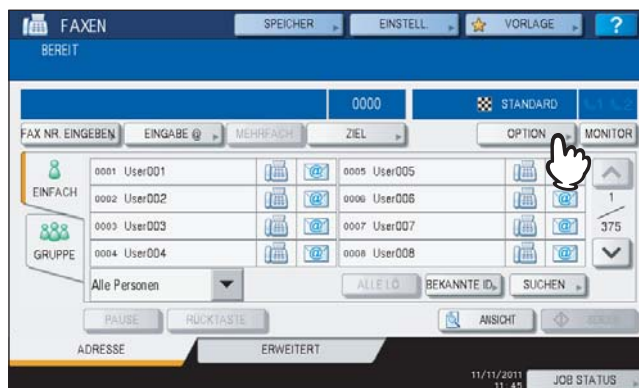 FAXEN SPEICHER EINSTELL. VORLAGE ?
BEREIT
0000 STANDARD
FAX NR. EINGEBEN EINGABE @ MEHRFACH ZIEL OPTION MONITOR
EINFACH
0001 User001 0005 User005
0002 User002 0006 User006
0003 User003 0007 User007
0004 User004 0008 User008
GRUPPE
1
375
Alle Personen ALLE LÖ BEKANNTE ID. SUCHEN
PAUSE RÜCKTASTE ANSICHT
ADRESSE ERWEITERT
11/11/2011
11:45
JOB STATUS